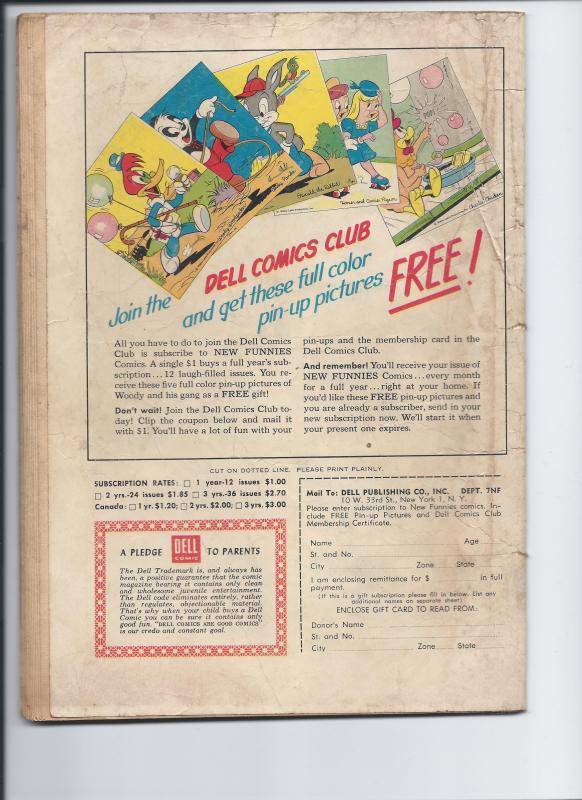 POP!
Woody Woodpecker
Oswald the Rabbit
Homer and Carrie Pigeon
Charlie Chicken
Join the DELL COMICS CLUB
and get these full color
pin-up pictures FREE!
All you have to do to join the Dell Comics
Club is subscribe to NEW FUNNIES
Comics. A single $1 buys a full year's sub-
scription...12 laugh-filled issues. You re-
ceive these five full color pin-up pictures of
Woody and his gang as a FREE gift!
Don't wait! Join the Dell Comics Club to-
day! Clip the coupon below and mail it
with $1. You'll have a lot of fun with your
pin-ups and the membership card in the
Dell Comics Club.
And remember! You'll receive your issue of
NEW FUNNIES Comics...every month
for a full year...right at your home. If
you'd like these FREE pin-up pictures and
you are already a subscriber, send in your
new subscription now. We'll start it when
your present one expires.
CUT ON DOTTED LINE. PLEASE PRINT PLAINLY.
SUBSCRIPTION RATES: □ 1 year-12 issues $1.00
□ 2 yrs.-24 issues $1.85 □ 3 yrs.-36 issues $2.70
Canada: □ 1 yr. $1.20; □ 2 yrs. $2.00; □ 3 yrs. $3.00
A PLEDGE DELL COMIC TO PARENTS
The Dell Trademark is, and always has
been, a positive guarantee that the comic
magazine bearing it contains only clean
and wholesome juvenile entertainment.
The Dell code eliminates entirely, rather
than regulates, objectionable material.
That's why when your child buys a Dell
Comic you can be sure it contains only
good fun. "DELL COMICS ARE GOOD COMICS"
is our credo and constant goal.
Mail To: DELL PUBLISHING CO., INC. DEPT. 7NF
10 W. 33rd St., New York 1, N. Y.
Please enter subscription to New Funnies comics. In-
clude FREE Pin-up Pictures and Dell Comics Club
Membership Certificate.
Name Age
St. and No.
City Zone State
I am enclosing remittance for $ in full
payment.
(If this is a gift subscription please fill in below. List any
additional names on separate sheet)
ENCLOSE GIFT CARD TO READ FROM:
Donor's Name
St. and No.
City Zone State